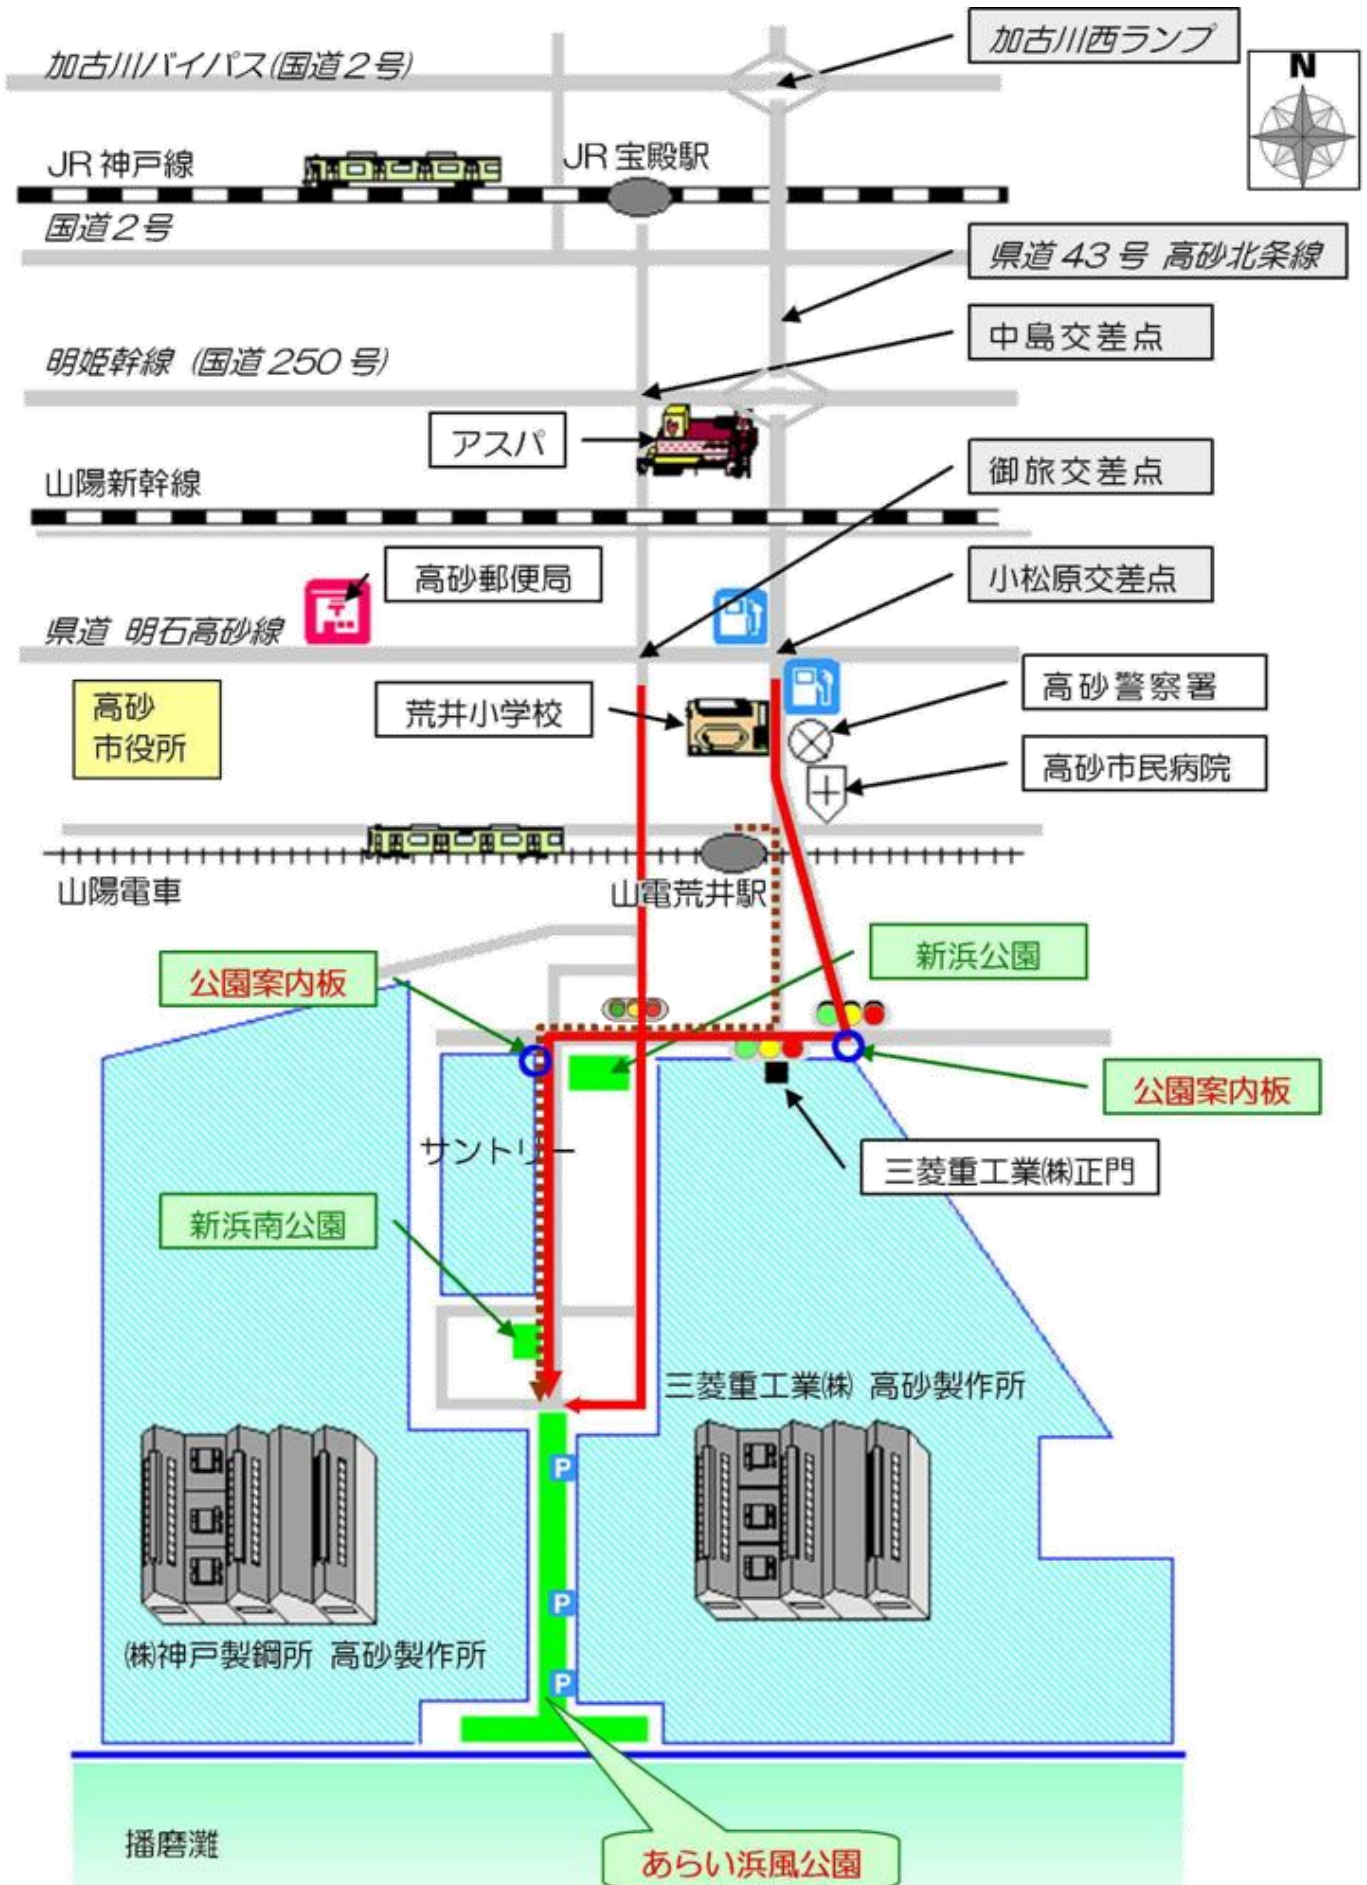 加古川西ランプ
加古川バイパス(国道2号)
N
JR神戸線
JR宝殿駅
国道2号
県道43号 高砂北条線
中島交差点
明姫幹線 (国道250号)
アスパ
御旅交差点
山陽新幹線
高砂郵便局
小松原交差点
県道 明石高砂線
高砂警察署
高砂
市役所
荒井小学校
高砂市民病院
山陽電車
山電荒井駅
新浜公園
公園案内板
公園案内板
サントリー
三菱重工業㈱正門
新浜南公園
三菱重工業㈱ 高砂製作所
P
P
㈱神戸製鋼所 高砂製作所
P
播磨灘
あらい浜風公園